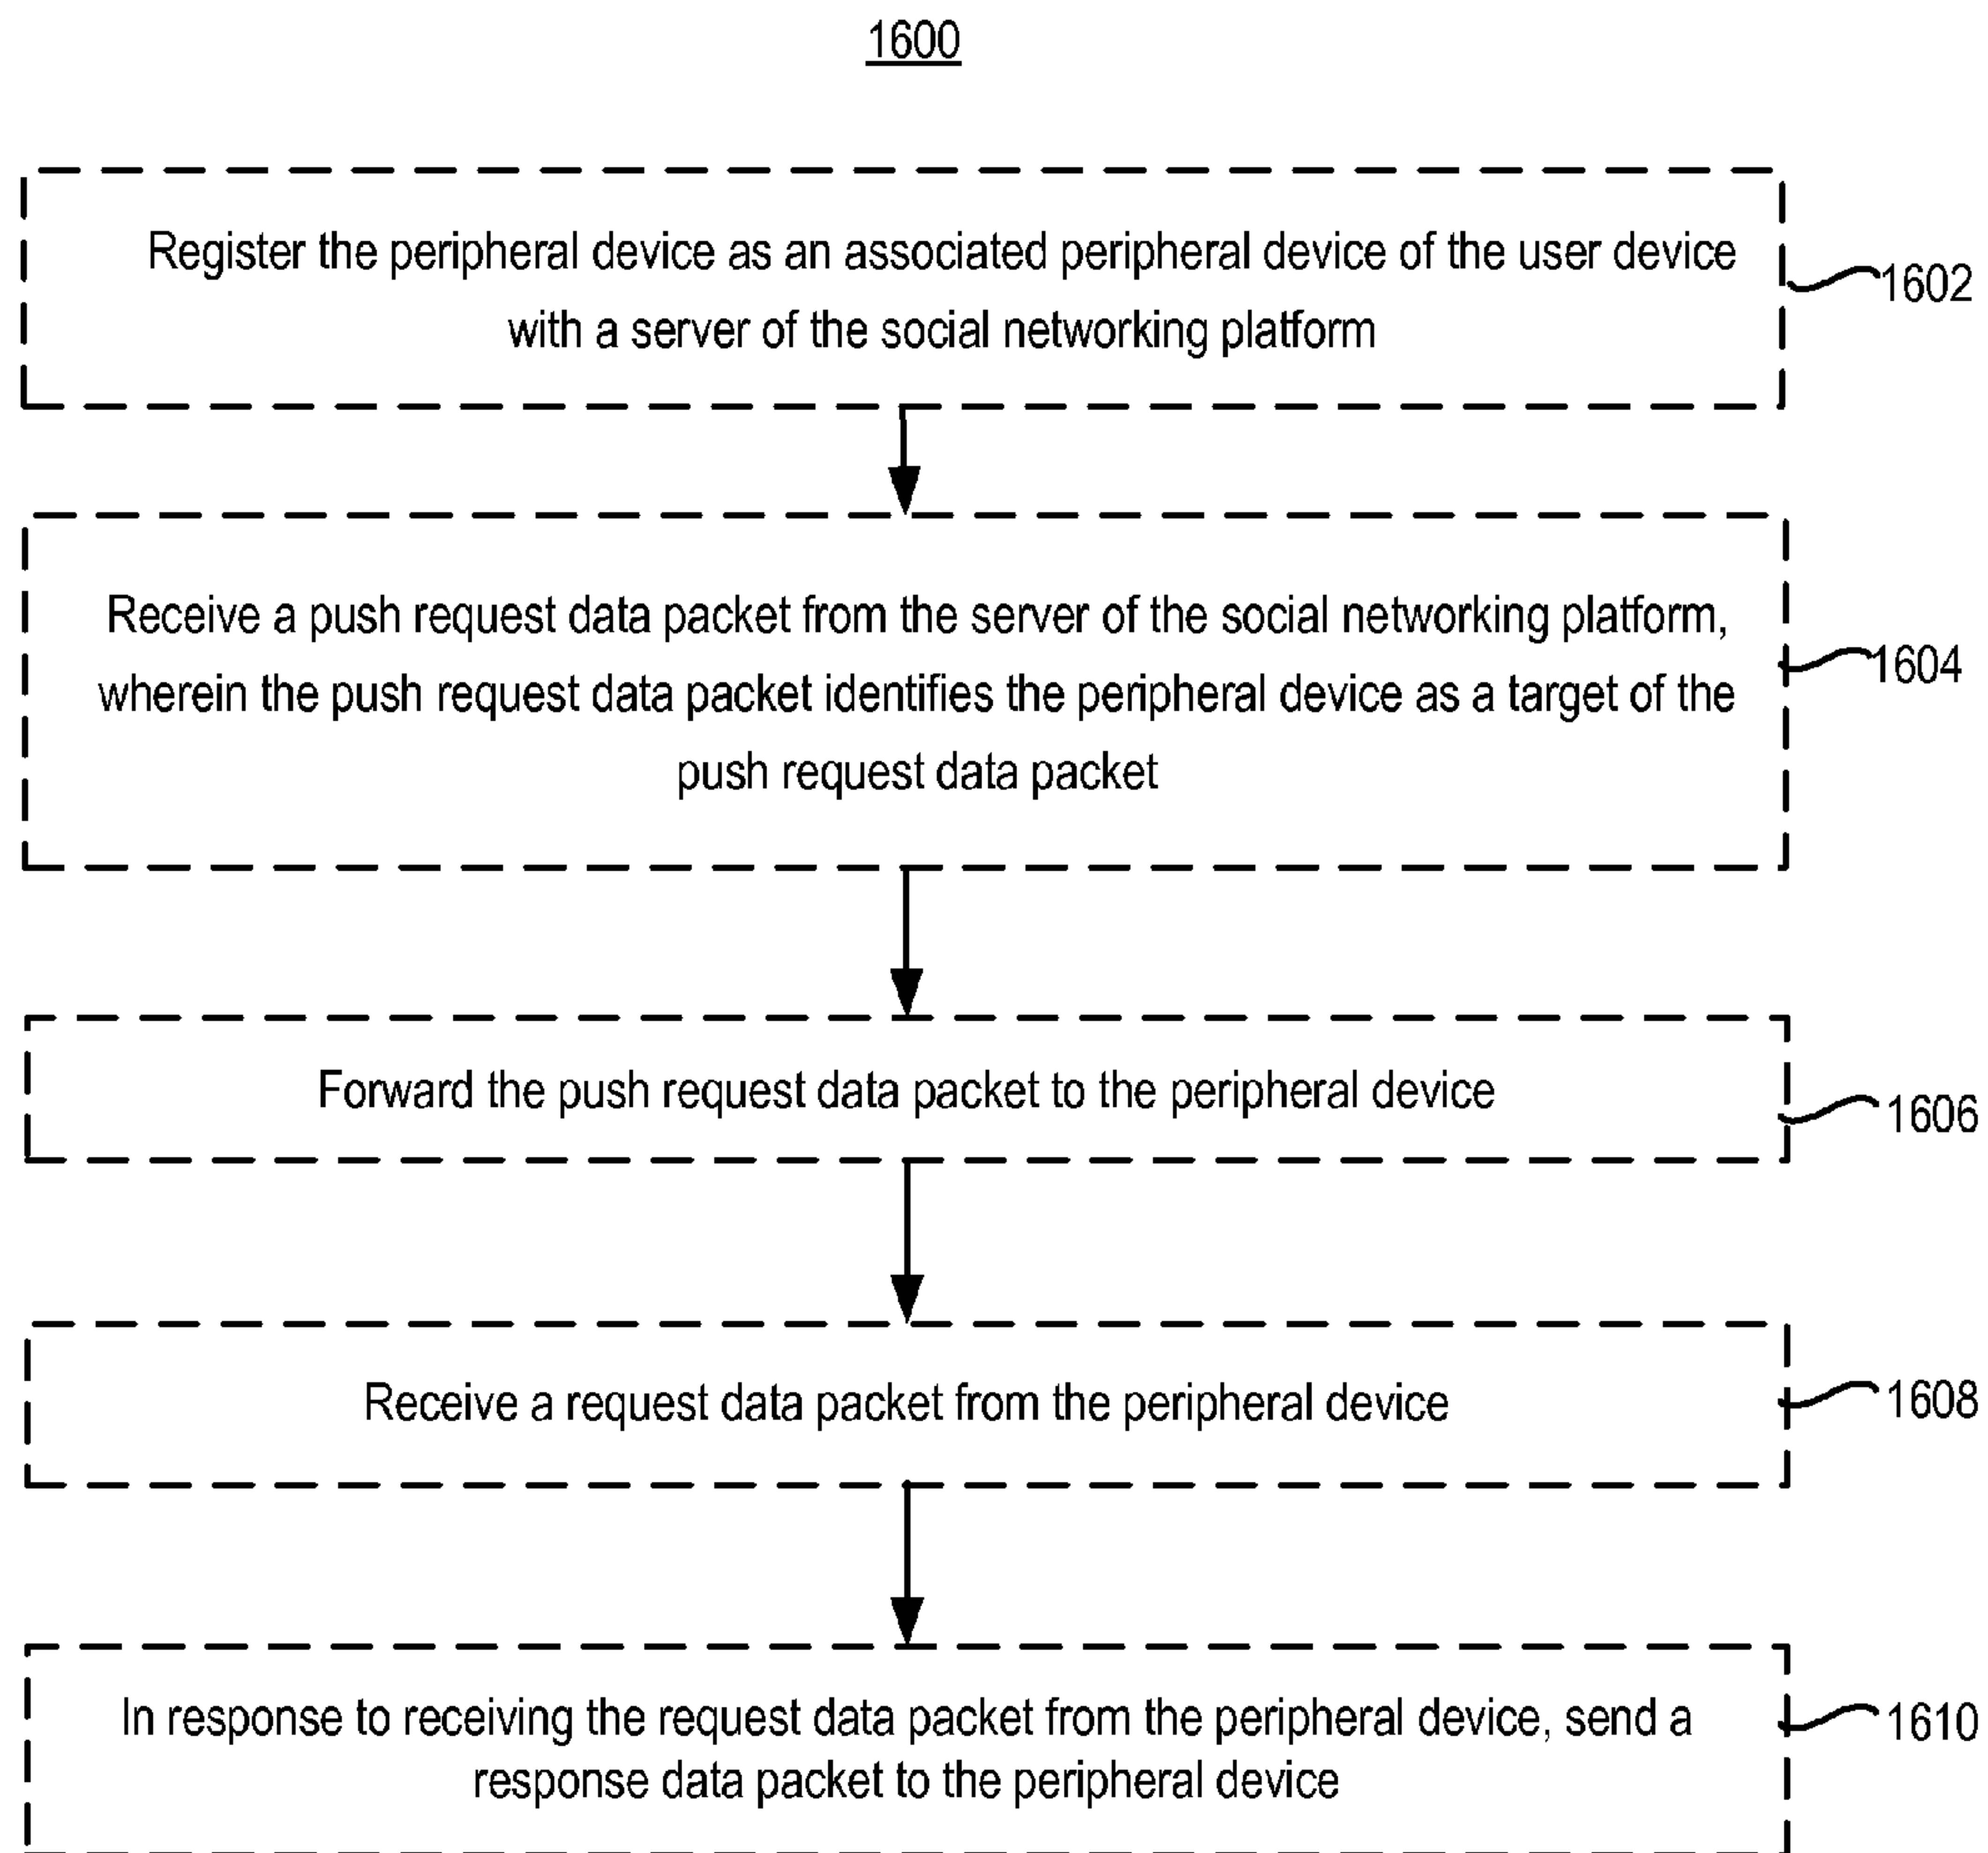 1600
Register the peripheral device as an associated peripheral device of the user device
with a server of the social networking platform
1602
Receive a push request data packet from the server of the social networking platform,
wherein the push request data packet identifies the peripheral device as a target of the
push request data packet
1604
Forward the push request data packet to the peripheral device
1606
Receive a request data packet from the peripheral device
1608
In response to receiving the request data packet from the peripheral device, send a
response data packet to the peripheral device
1610